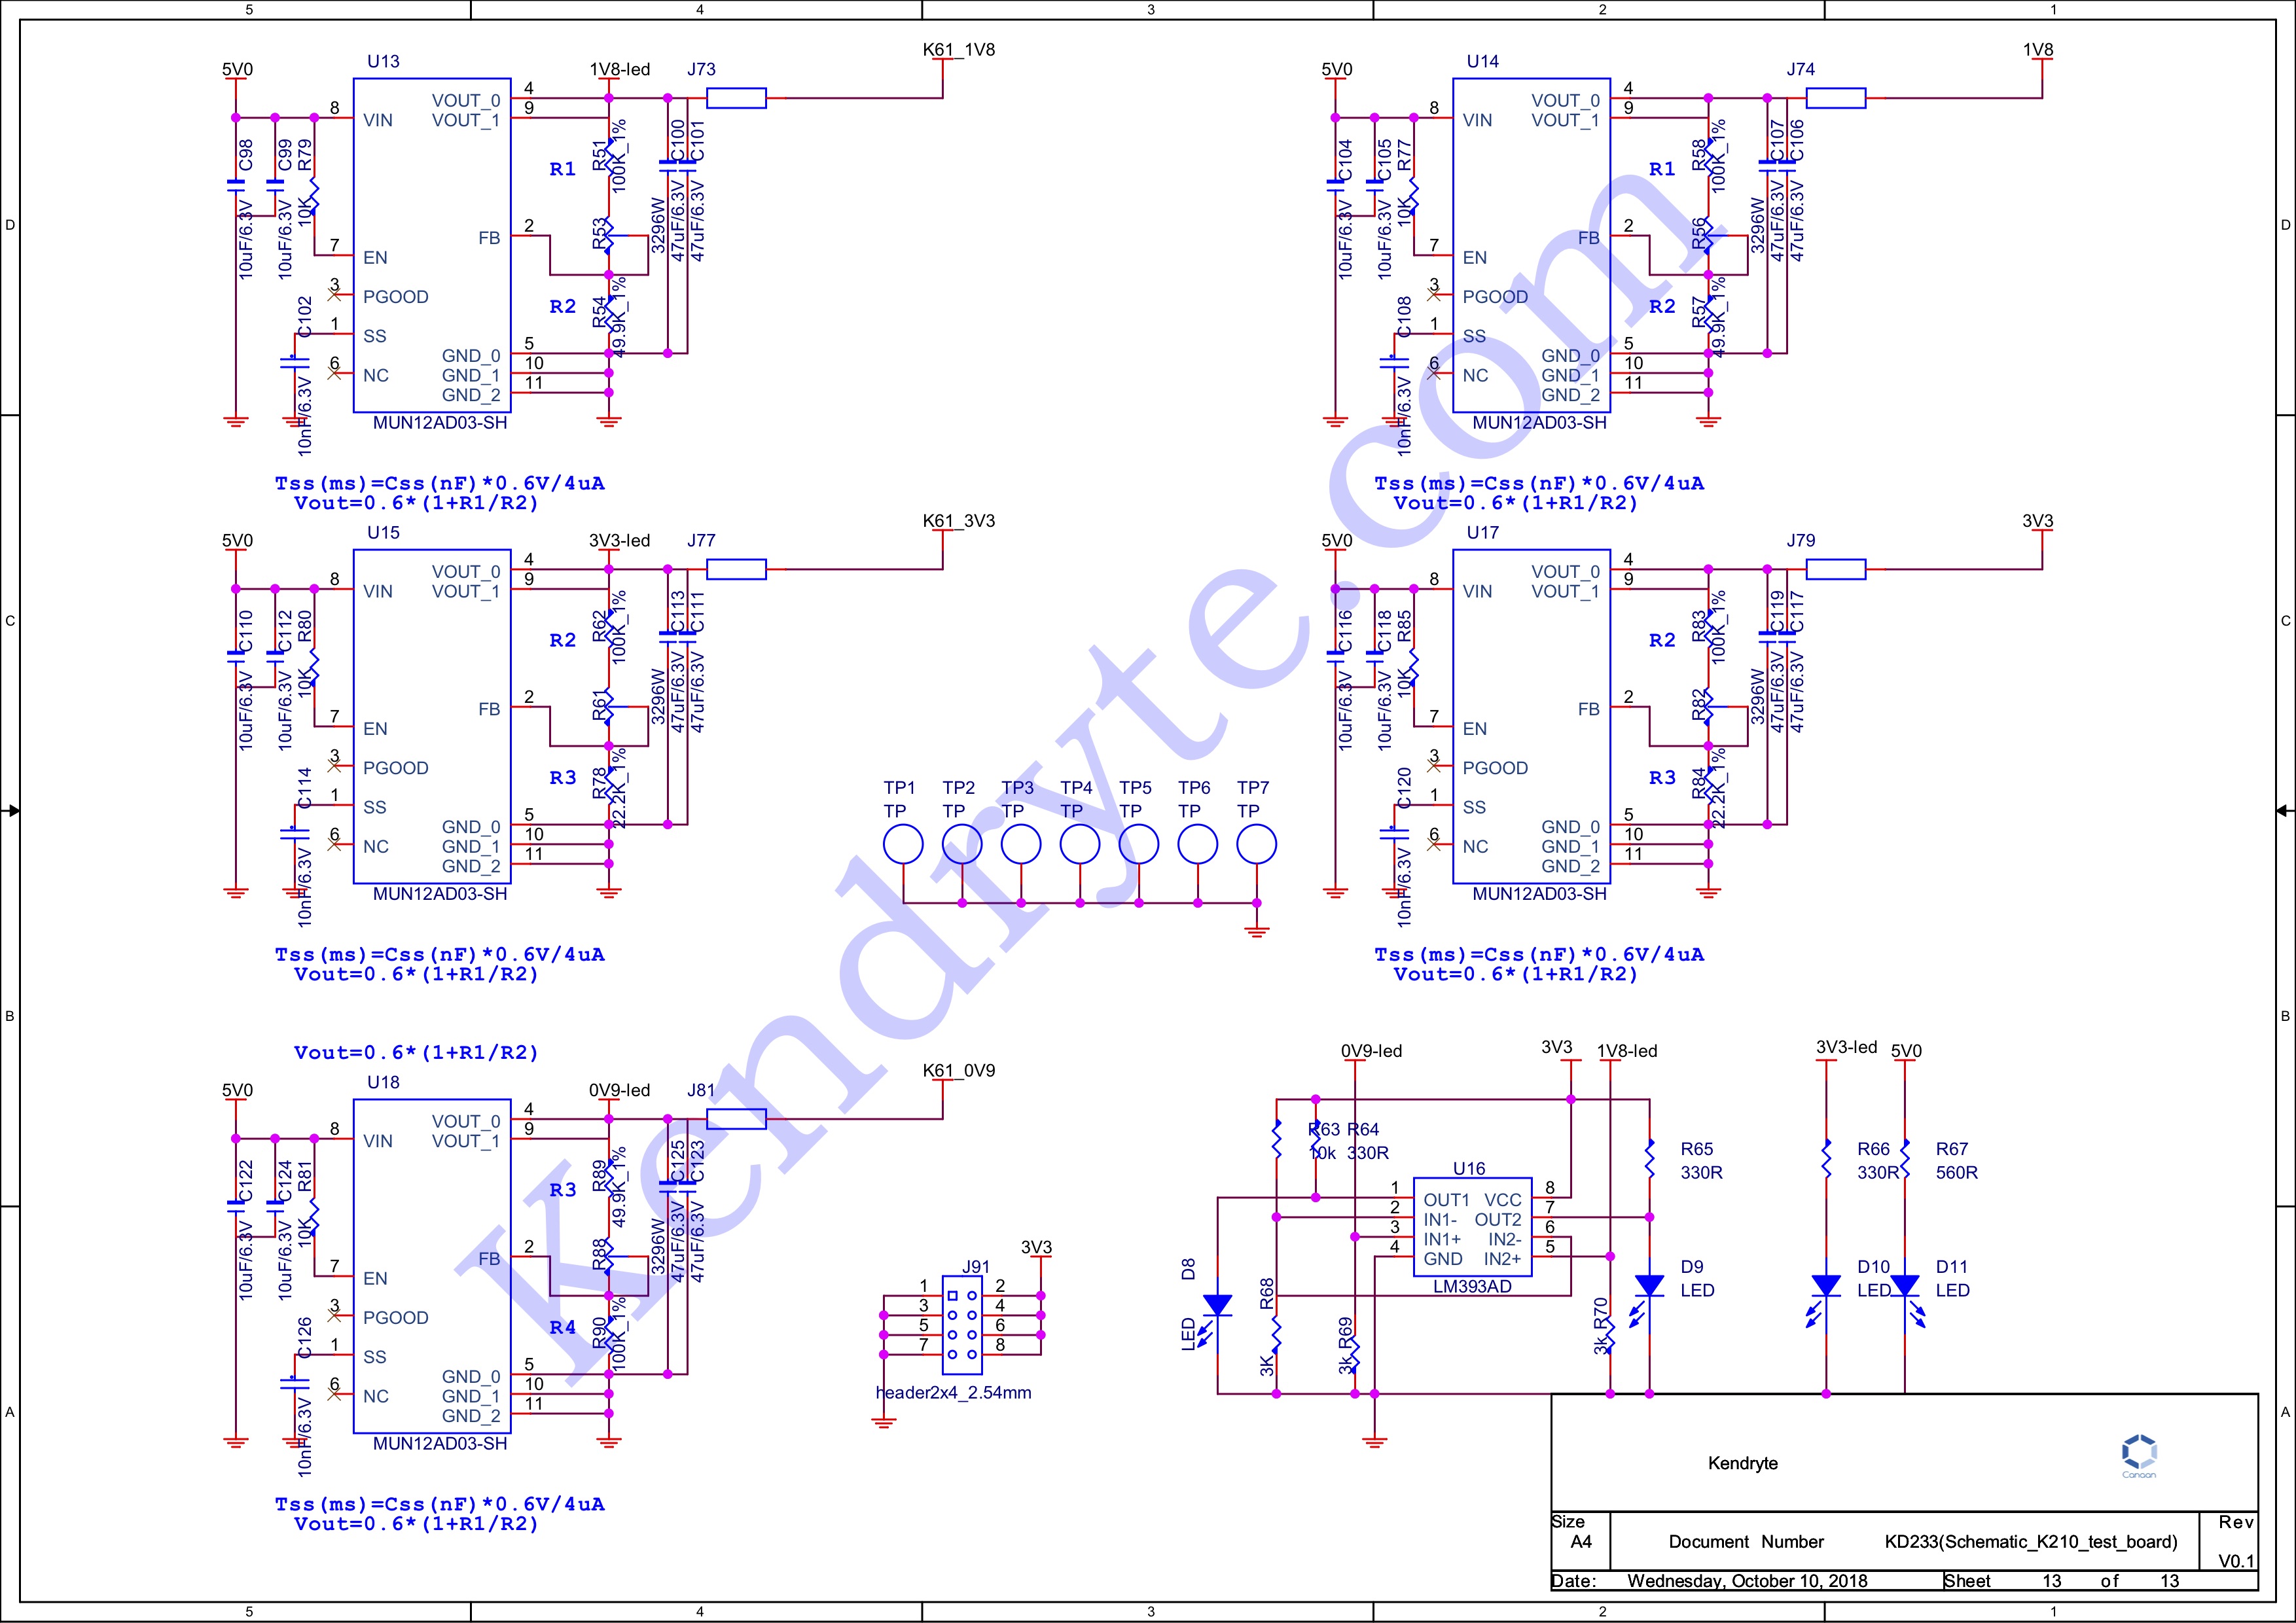 5 4 3 2 1
D
C
B
A
D
C
B
A
U13
5V0
1V8-led
J73
K61_1V8
8 VIN
VOUT_0 4
VOUT_1 9
C98
10uF/6.3V
C99
10uF/6.3V
R79
10K
R1
R51
100K_1%
C100
47uF/6.3V
C101
47uF/6.3V
R53
3296W
FB 2
7 EN
3 PGOOD
R2
R54
49.9K_1%
C102
10nF/6.3V
1 SS
6 NC
GND_0 5
GND_1 10
GND_2 11
MUN12AD03-SH
Tss(ms)=Css(nF)*0.6V/4uA
Vout=0.6*(1+R1/R2)
U14
5V0
J74
1V8
8 VIN
VOUT_0 4
VOUT_1 9
C104
10uF/6.3V
C105
10uF/6.3V
R77
10K
R1
R58
100K_1%
C107
47uF/6.3V
C106
47uF/6.3V
R56
3296W
FB 2
7 EN
3 PGOOD
R2
R57
49.9K_1%
C108
10nF/6.3V
1 SS
6 NC
GND_0 5
GND_1 10
GND_2 11
MUN12AD03-SH
Tss(ms)=Css(nF)*0.6V/4uA
Vout=0.6*(1+R1/R2)
U15
5V0
3V3-led
J77
K61_3V3
8 VIN
VOUT_0 4
VOUT_1 9
C110
10uF/6.3V
C112
10uF/6.3V
R80
10K
R2
R62
100K_1%
C113
47uF/6.3V
C111
47uF/6.3V
R61
3296W
FB 2
7 EN
3 PGOOD
R3
R78
22.2K_1%
C114
10nF/6.3V
1 SS
6 NC
GND_0 5
GND_1 10
GND_2 11
MUN12AD03-SH
Tss(ms)=Css(nF)*0.6V/4uA
Vout=0.6*(1+R1/R2)
TP1 TP2 TP3 TP4 TP5 TP6 TP7
TP TP TP TP TP TP TP
U17
5V0
J79
3V3
8 VIN
VOUT_0 4
VOUT_1 9
C116
10uF/6.3V
C118
10uF/6.3V
R85
10K
R2
R83
100K_1%
C119
47uF/6.3V
C117
47uF/6.3V
R82
3296W
FB 2
7 EN
3 PGOOD
R3
R84
22.2K_1%
C120
10nF/6.3V
1 SS
6 NC
GND_0 5
GND_1 10
GND_2 11
MUN12AD03-SH
Tss(ms)=Css(nF)*0.6V/4uA
Vout=0.6*(1+R1/R2)
Vout=0.6*(1+R1/R2)
U18
5V0
0V9-led
J81
K61_0V9
8 VIN
VOUT_0 4
VOUT_1 9
C122
10uF/6.3V
C124
10uF/6.3V
R81
10K
R3
R89
49.9K_1%
C125
47uF/6.3V
C123
47uF/6.3V
R88
3296W
FB 2
7 EN
3 PGOOD
R4
R90
100K_1%
C126
10nF/6.3V
1 SS
6 NC
GND_0 5
GND_1 10
GND_2 11
MUN12AD03-SH
Tss(ms)=Css(nF)*0.6V/4uA
Vout=0.6*(1+R1/R2)
3V3
J91
1 2
3 4
5 6
7 8
header2x4_2.54mm
0V9-led 3V3 1V8-led 3V3-led 5V0
R63 R64
10k 330R
R65
330R
R66
330R
R67
560R
U16
1 OUT1 VCC 8
2 IN1- OUT2 7
3 IN1+ IN2- 6
4 GND IN2+ 5
LM393AD
D8
LED
R68
3K
R69
3k
R70
3k
D9
LED
D10
LED
D11
LED
Kendryte.com
Kendryte
Canaan
Size
A4
Document Number KD233(Schematic_K210_test_board)
Rev
V0.1
Date: Wednesday, October 10, 2018
Sheet 13 of 13
5 4 3 2 1